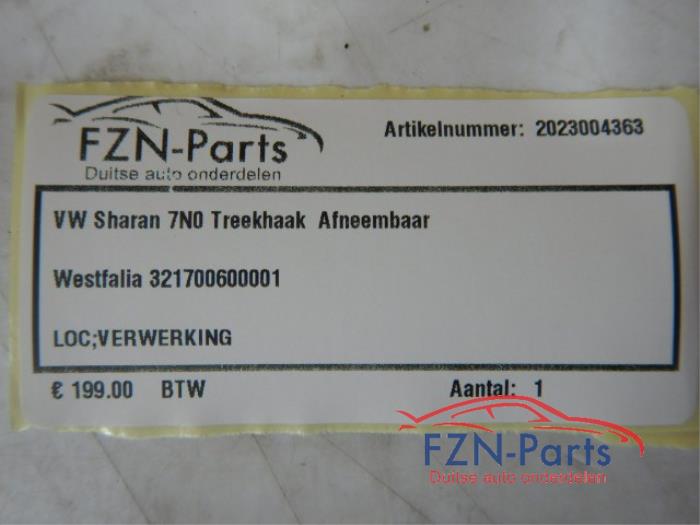 FZN-Parts
Duitse auto onderdelen
Artikelnummer: 2023004363
VW Sharan 7N0 Treekhaak Afneembaar
Westfalia 321700600001
LOC;VERWERKING
€ 199.00 BTW
Aantal: 1
FZN-Parts
Duitse auto onderdelen